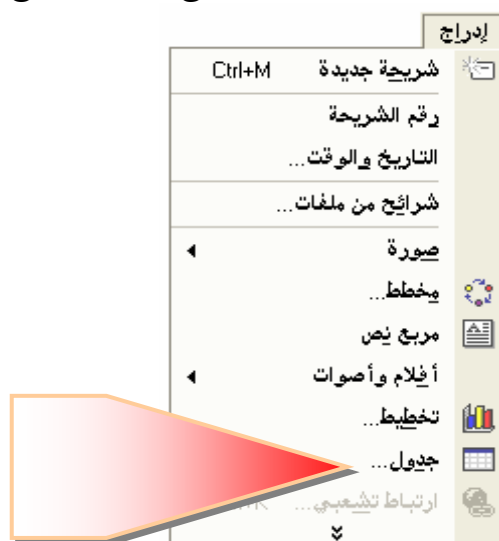 إدراج
شريحة جديدة Ctrl+M
رقم الشريحة
التاريخ والوقت...
شرائح من ملفات...
صورة
مخطط...
مربع نص
أفلام وأصوات
تخطيط...
جدول...
ارتباط تشعبي...